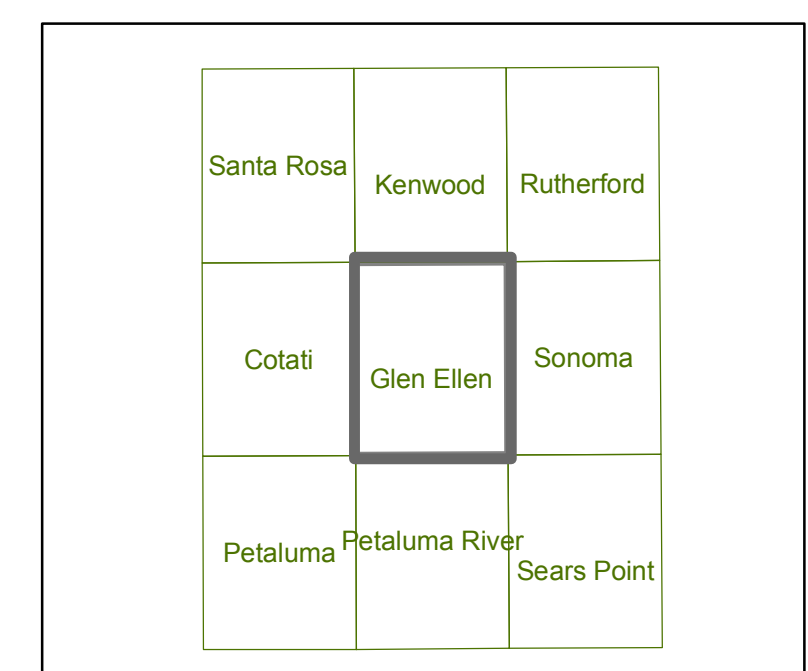 Santa Rosa
Kenwood
Rutherford
Cotati
Glen Ellen
Sonoma
Petaluma
Petaluma River
Sears Point